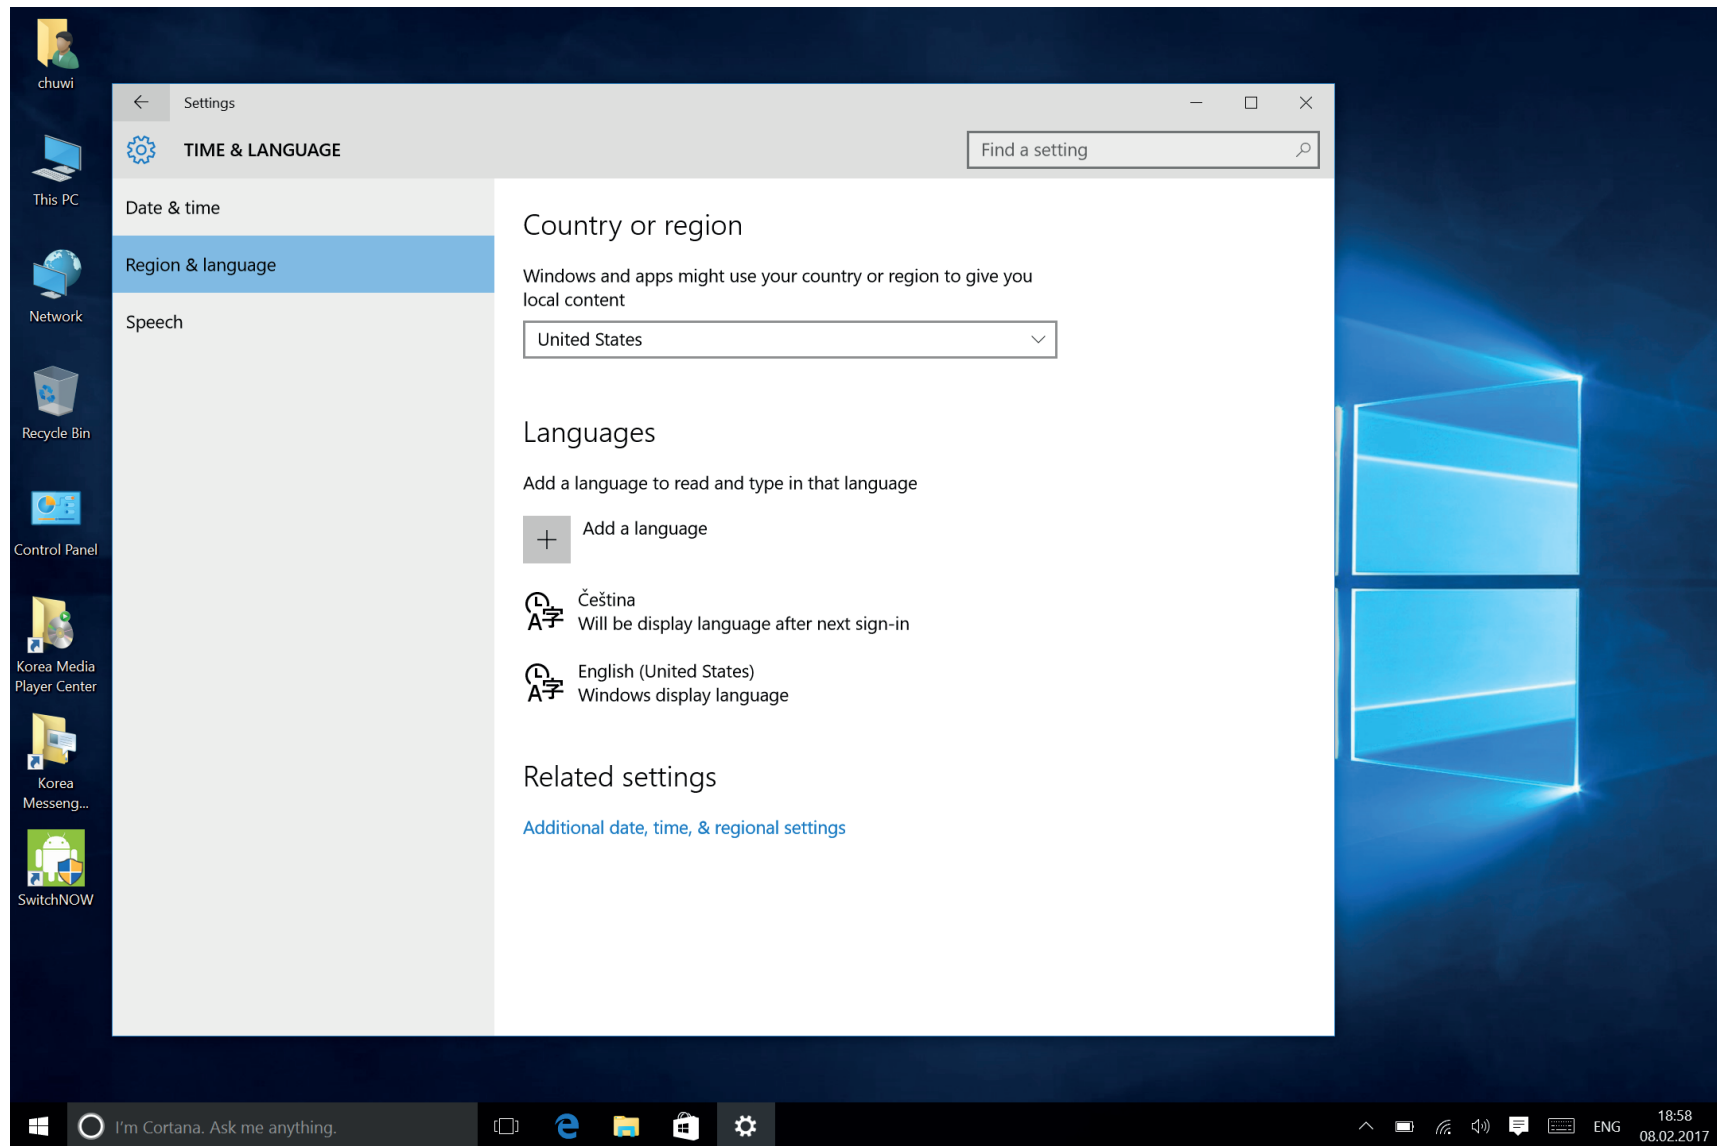 chuwi
This PC
Network
Recycle Bin
Control Panel
Korea Media
Player Center
Korea
Messeng...
SwitchNOW
Settings
TIME & LANGUAGE
Find a setting
Date & time
Region & language
Speech
Country or region
Windows and apps might use your country or region to give you
local content
United States
Languages
Add a language to read and type in that language
Add a language
Čeština
Will be display language after next sign-in
English (United States)
Windows display language
Related settings
Additional date, time, & regional settings
I'm Cortana. Ask me anything.
ENG
18:58
08.02.2017